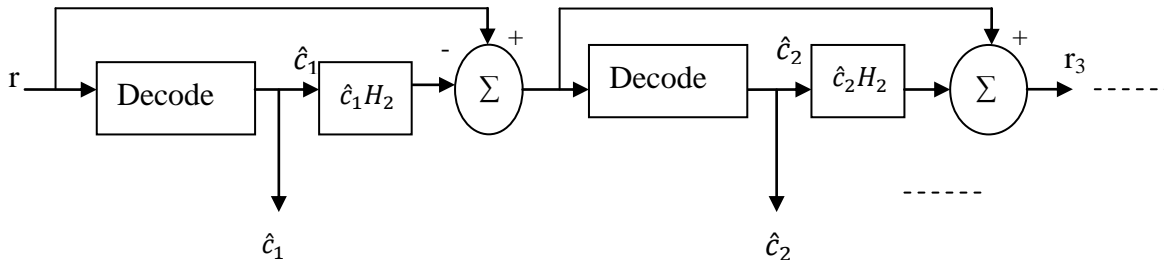 r
Decode
ĉ₁
ĉ₁H₂
-
+
Σ
Decode
ĉ₂
ĉ₂H₂
+
Σ
r₃
ĉ₁
ĉ₂